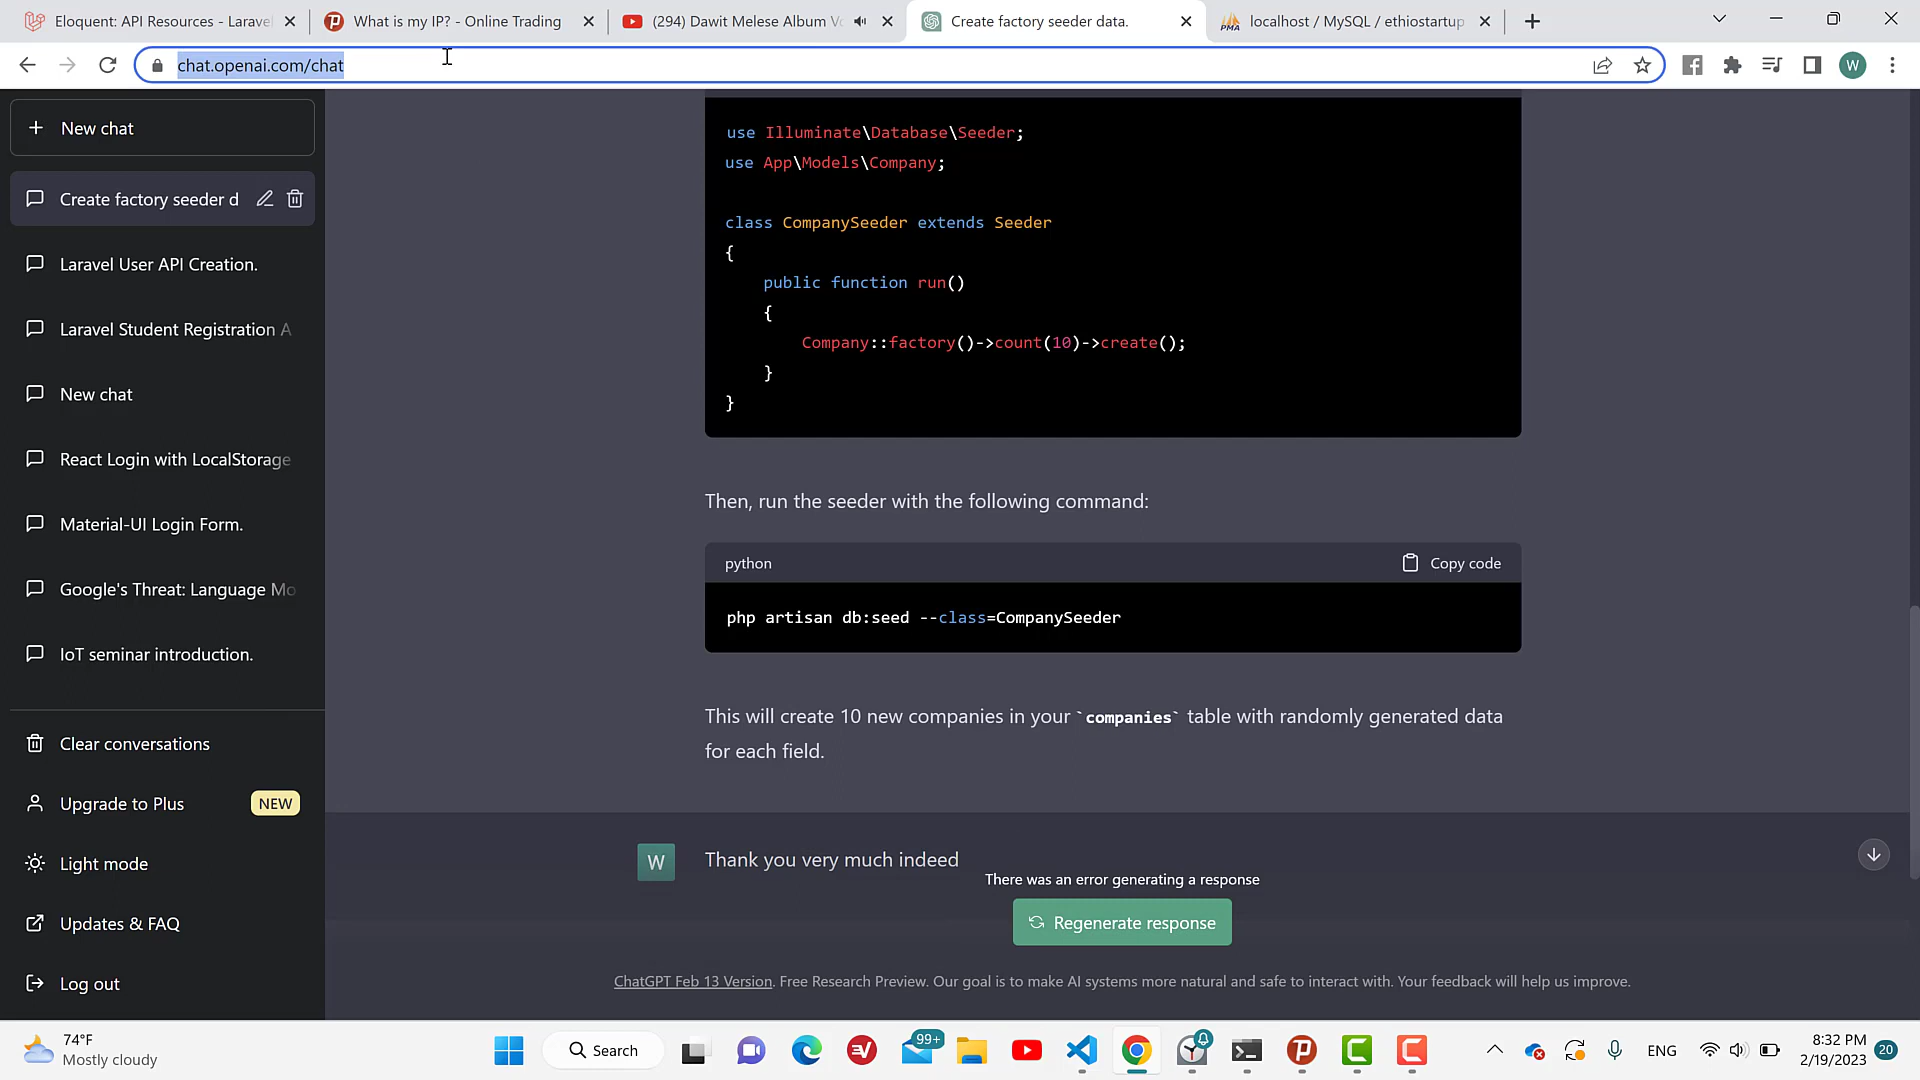 Eloquent: API Resources - Larave
What is my IP? - Online Trading
(294) Dawit Melese Album Vo
Create factory seeder data.
localhost / MySQL / ethiostartup
chat.openai.com/chat
W
New chat
Create factory seeder d
Laravel User API Creation.
Laravel Student Registration A
New chat
React Login with LocalStorage
Material-UI Login Form.
Google's Threat: Language Mo
IoT seminar introduction.
Clear conversations
Upgrade to Plus NEW
Light mode
Updates & FAQ
Log out
use Illuminate\Database\Seeder;
use App\Models\Company;
class CompanySeeder extends Seeder
{
public function run()
{
Company::factory()->count(10)->create();
}
}
Then, run the seeder with the following command:
python Copy code
php artisan db:seed --class=CompanySeeder
This will create 10 new companies in your `companies` table with randomly generated data
for each field.
W Thank you very much indeed
There was an error generating a response
Regenerate response
ChatGPT Feb 13 Version. Free Research Preview. Our goal is to make AI systems more natural and safe to interact with. Your feedback will help us improve.
74°F
Mostly cloudy
Search
99+
ENG
8:32 PM
2/19/2023
20